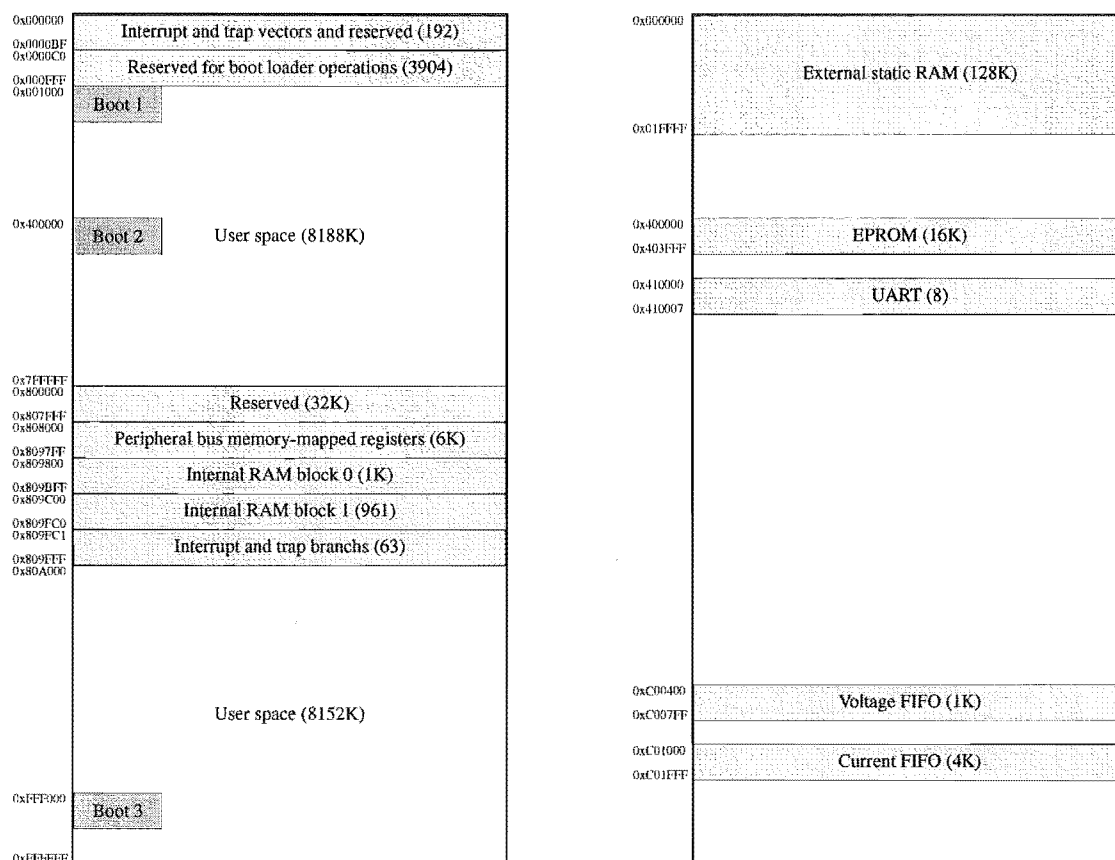 0x000000
Interrupt and trap vectors and reserved (192)
0x0000BF
0x0000C0
Reserved for boot loader operations (3904)
0x000FFF
0x001000
Boot 1
0x400000
Boot 2
User space (8188K)
0x7FFFFF
0x800000
Reserved (32K)
0x807FFF
0x808000
Peripheral bus memory-mapped registers (6K)
0x8097FF
0x809800
Internal RAM block 0 (1K)
0x809BFF
0x809C00
Internal RAM block 1 (961)
0x809FC0
0x809FC1
Interrupt and trap branchs (63)
0x809FFF
0x80A000
User space (8152K)
0xFFF000
Boot 3
0xFFFFFF
0x000000
External static RAM (128K)
0x01FFFF
0x400000
EPROM (16K)
0x403FFF
0x410000
UART (8)
0x410007
0xC00400
Voltage FIFO (1K)
0xC007FF
0xC01000
Current FIFO (4K)
0xC01FFF